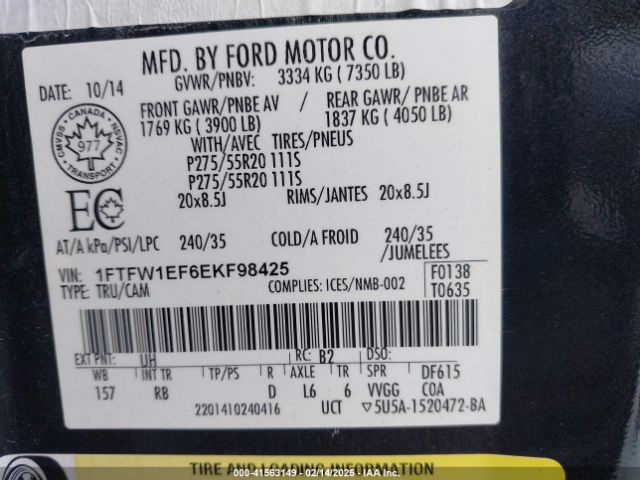 MFD. BY FORD MOTOR CO.
DATE: 10/14
GVWR/PNBV: 3334 KG ( 7350 LB)
FRONT GAWR/PNBE AV / REAR GAWR/ PNBE AR
1769 KG ( 3900 LB) 1837 KG ( 4050 LB)
WITH/AVEC TIRES/PNEUS
P275/55R20 111S
P275/55R20 111S
20x8.5J RIMS/JANTES 20x8.5J
CMVSS · CANADA · NSVAC
977
TRANSPORT
EC
AT/A kPa/PSI/LPC 240/35 COLD/A FROID 240/35
/JUMELEES
VIN: 1FTFW1EF6EKF98425
TYPE: TRU/CAM COMPLIES: ICES/NMB-002
F0138
T0635
EXT PNT: UH RC: B2 DSO:
WB INT TR TP/PS R AXLE TR SPR DF615
157 RB D L6 6 VVGG COA
2201410240416 UCT ▽5U5A-1520472-BA
TIRE AND LOADING INFORMATION
000-41563149 - 02/14/2025 - IAAI.COM